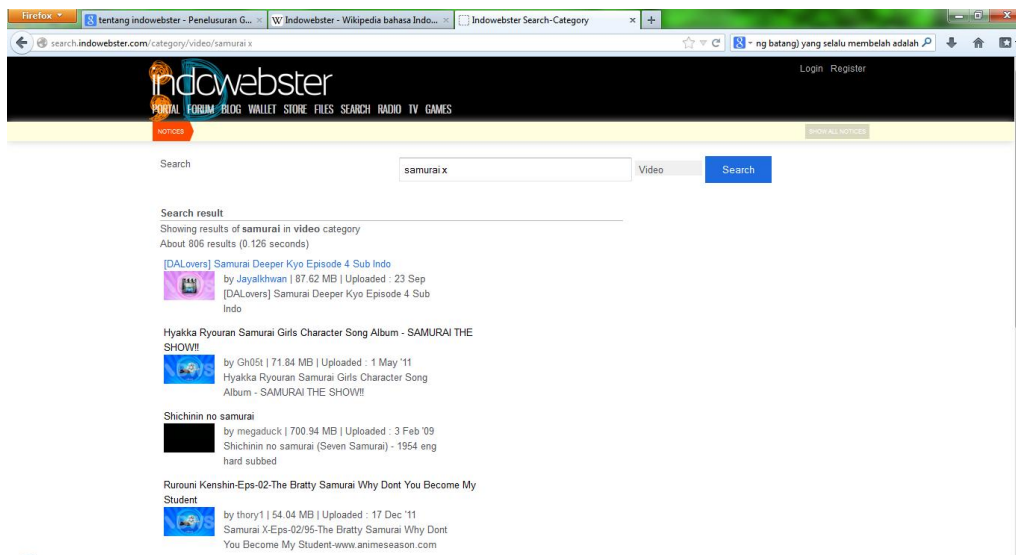 Firefox
tentang indowebster - Penelusuran G...
W Indowebster - Wikipedia bahasa Indo...
Indowebster Search-Category
search.indowebster.com/category/video/samurai x
ng batang) yang selalu membelah adalah
indowebster
Login Register
PORTAL FORUM BLOG WALLET STORE FILES SEARCH RADIO TV GAMES
NOTICES
SHOW ALL NOTICES
Search
samurai x
Video
Search
Search result
Showing results of samurai in video category
About 806 results (0.126 seconds)
[DALovers] Samurai Deeper Kyo Episode 4 Sub Indo
by Jayalkhwan | 87.62 MB | Uploaded : 23 Sep
[DALovers] Samurai Deeper Kyo Episode 4 Sub
Indo
Hyakka Ryouran Samurai Girls Character Song Album - SAMURAI THE
SHOW!!
by Gh05t | 71.84 MB | Uploaded : 1 May '11
Hyakka Ryouran Samurai Girls Character Song
Album - SAMURAI THE SHOW!!
Shichinin no samurai
by megaduck | 700.94 MB | Uploaded : 3 Feb '09
Shichinin no samurai (Seven Samurai) - 1954 eng
hard subbed
Rurouni Kenshin-Eps-02-The Bratty Samurai Why Dont You Become My
Student
by thory1 | 54.04 MB | Uploaded : 17 Dec '11
Samurai X-Eps-02/95-The Bratty Samurai Why Dont
You Become My Student-www.animeseason.com